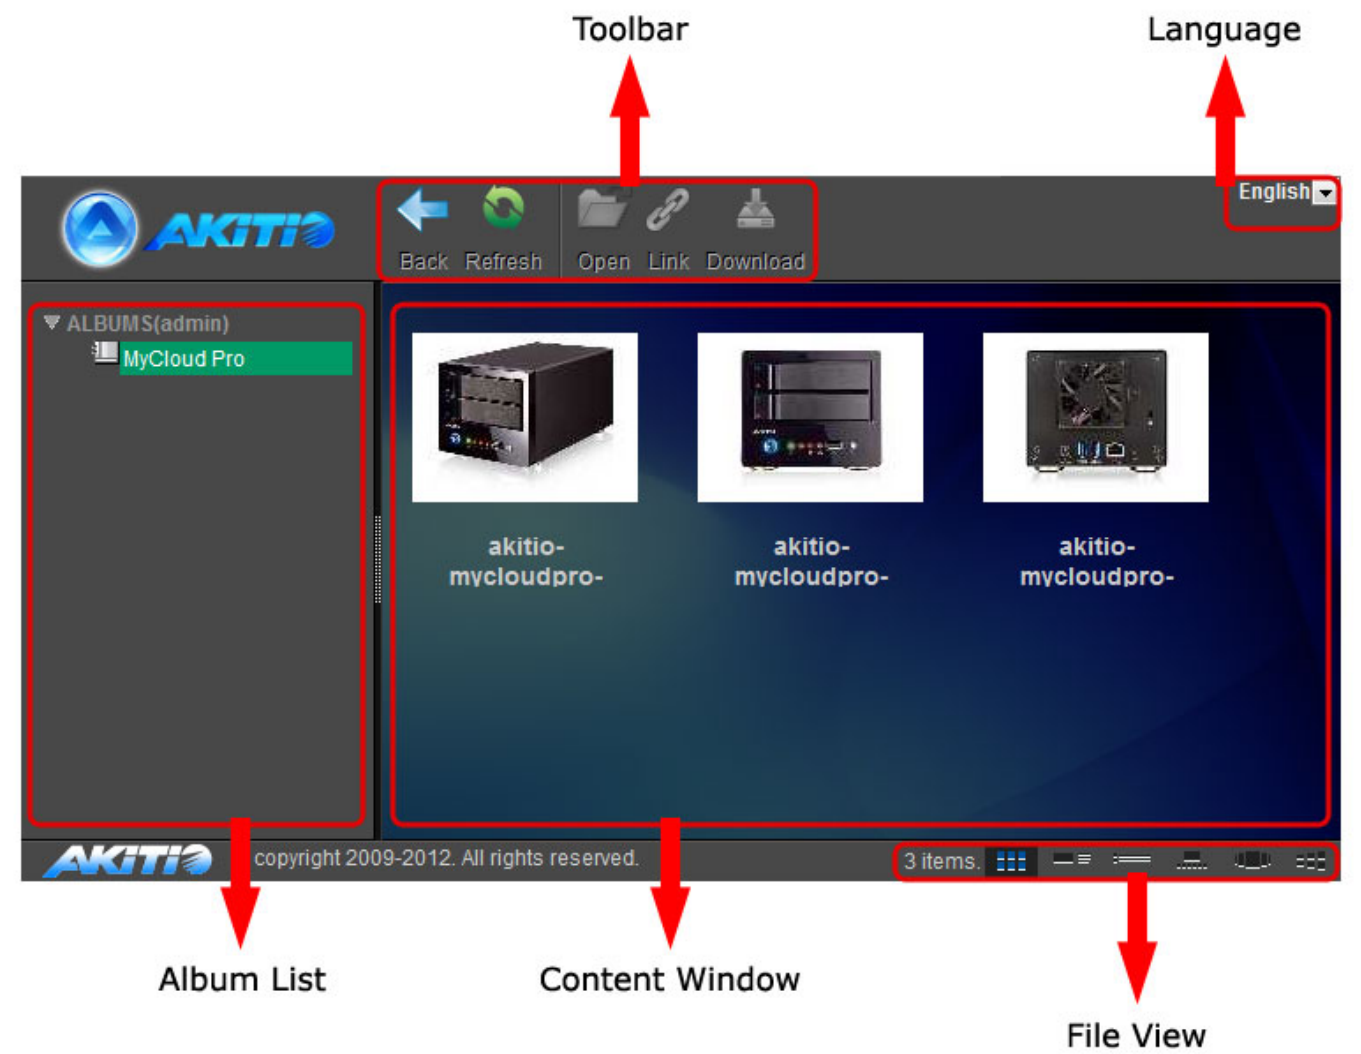 Toolbar
Language
AKiTiO
English
Back Refresh Open Link Download
ALBUMS(admin)
MyCloud Pro
akitio-
mycloudpro-
akitio-
mycloudpro-
akitio-
mycloudpro-
AKiTiO
copyright 2009-2012. All rights reserved.
3 items.
Album List
Content Window
File View